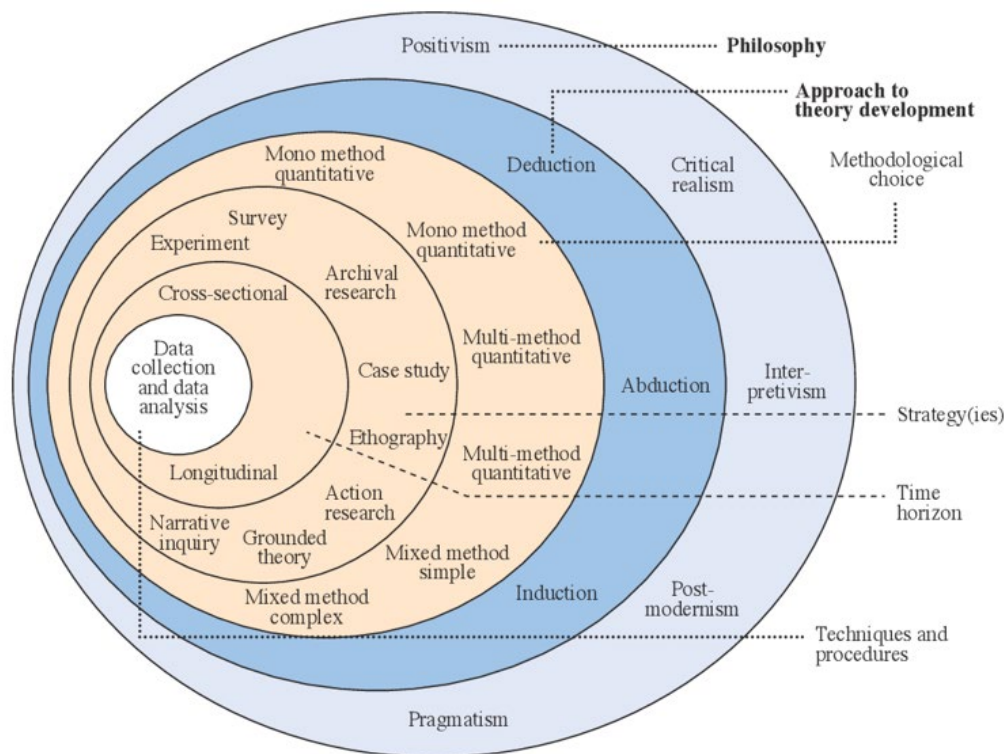 Positivism
Philosophy
Approach to
theory development
Deduction
Critical
realism
Methodological
choice
Mono method
quantitative
Mono method
quantitative
Survey
Experiment
Archival
research
Cross-sectional
Data
collection and
data
analysis
Multi-method
quantitative
Case study
Abduction
Inter-
pretivism
Strategy(ies)
Ethography
Multi-method
quantitative
Longitudinal
Time
horizon
Action
research
Narrative
inquiry
Grounded
theory
Mixed method
simple
Mixed method
complex
Induction
Post-
modernism
Techniques and
procedures
Pragmatism